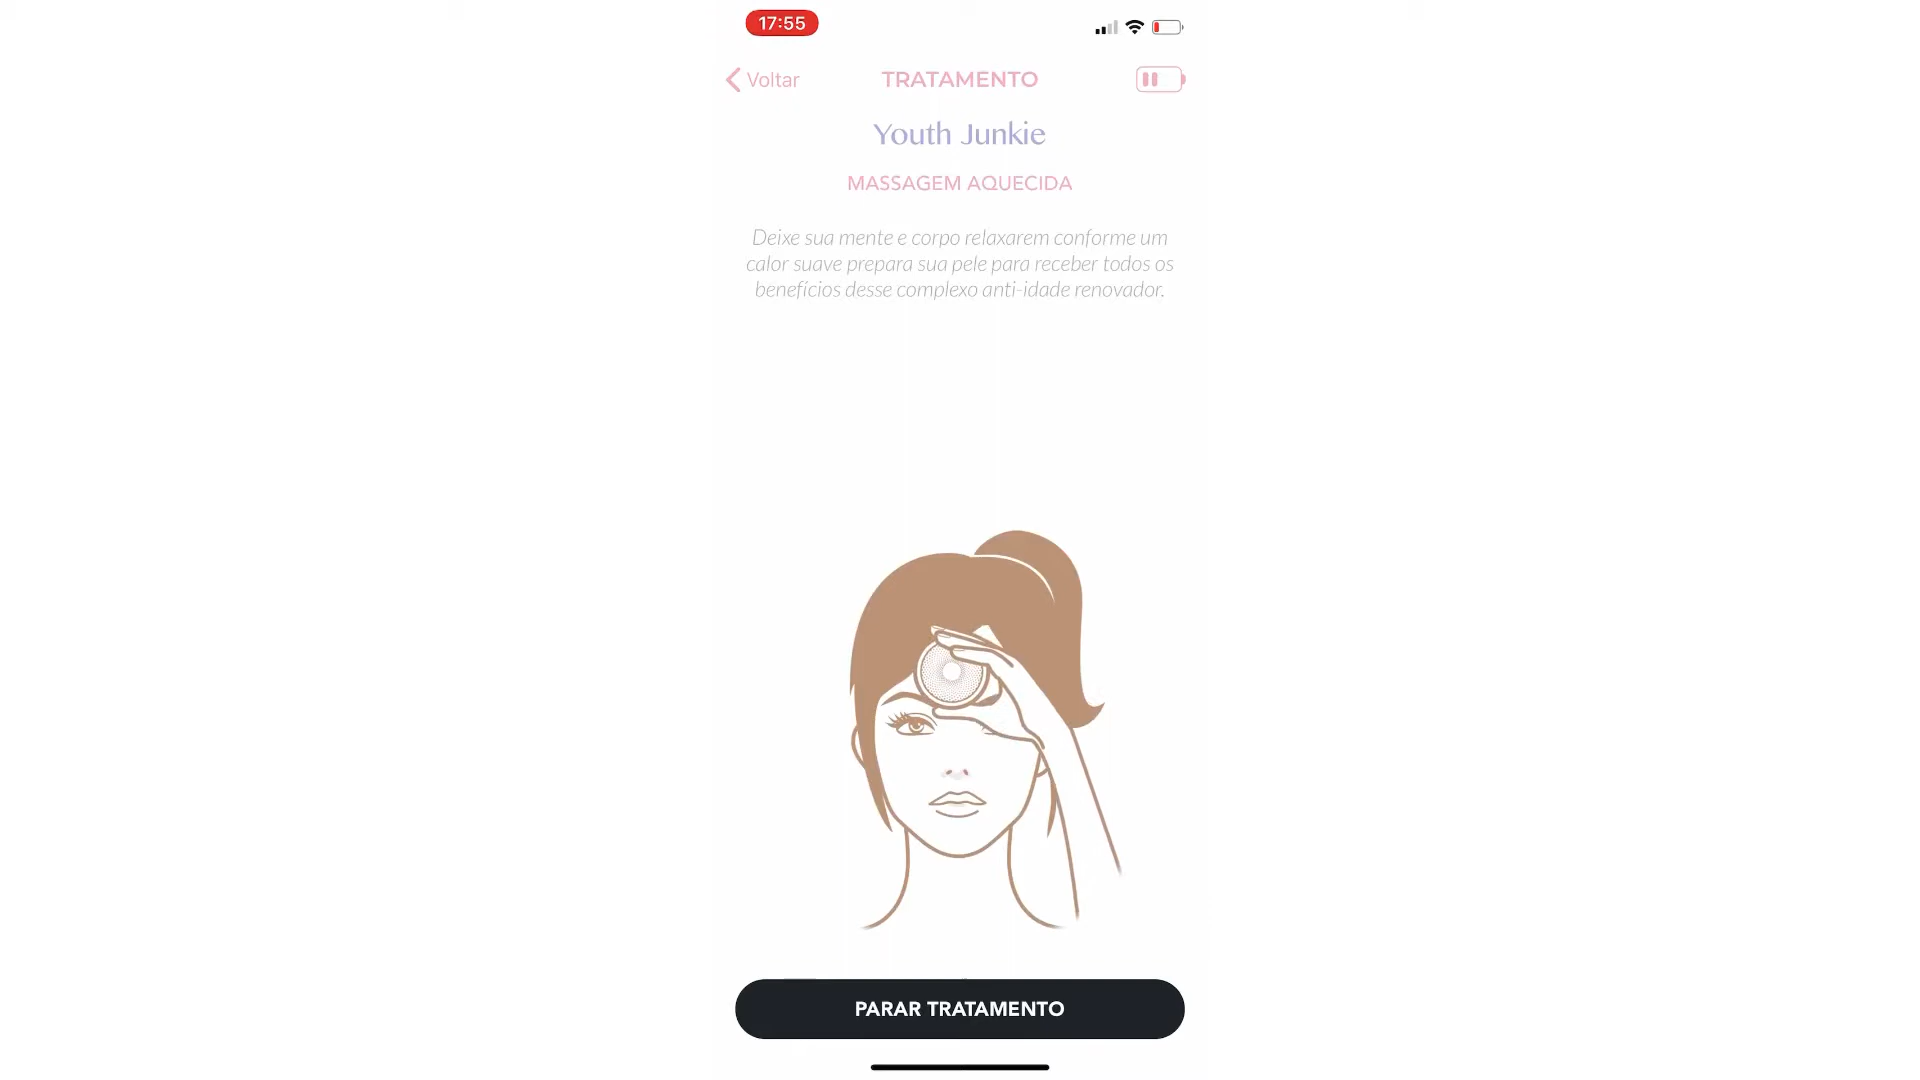 17:55
Voltar
TRATAMENTO
Youth Junkie
MASSAGEM AQUECIDA
Deixe sua mente e corpo relaxarem conforme um
calor suave prepara sua pele para receber todos os
benefícios desse complexo anti-idade renovador.
PARAR TRATAMENTO